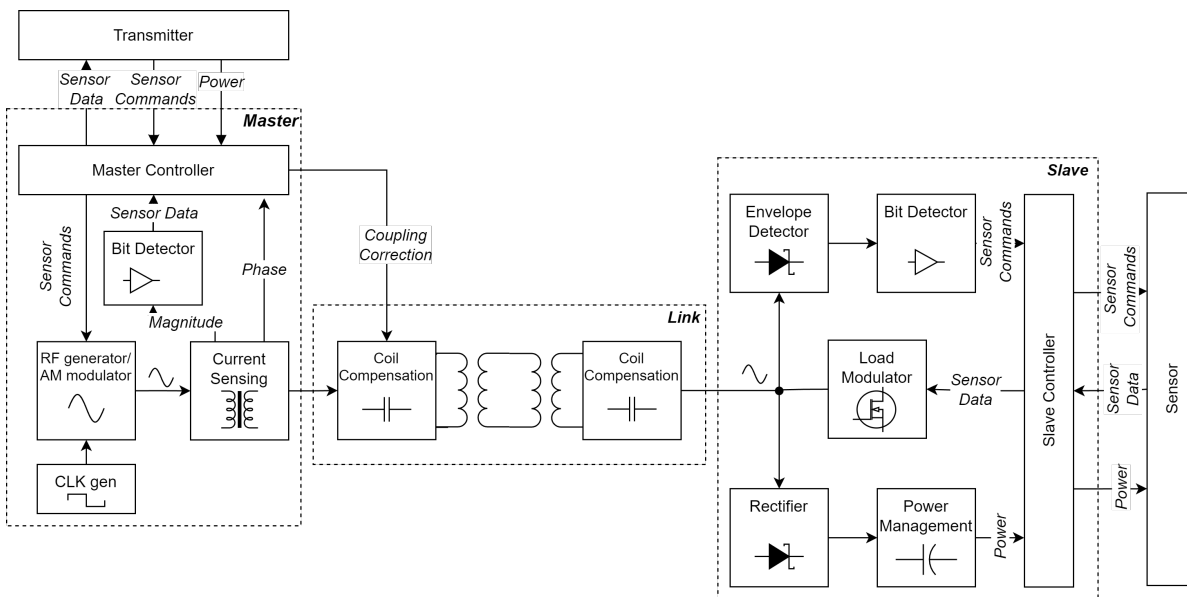 Transmitter
Sensor
Data
Sensor
Commands
Power
Master
Master Controller
Sensor Data
Bit Detector
Sensor
Commands
Phase
Magnitude
Coupling
Correction
RF generator/
AM modulator
Current
Sensing
CLK gen
Link
Coil
Compensation
Coil
Compensation
Slave
Envelope
Detector
Bit Detector
Sensor
Commands
Load
Modulator
Sensor
Data
Rectifier
Power
Management
Power
Slave Controller
Sensor
Commands
Sensor
Data
Power
Sensor